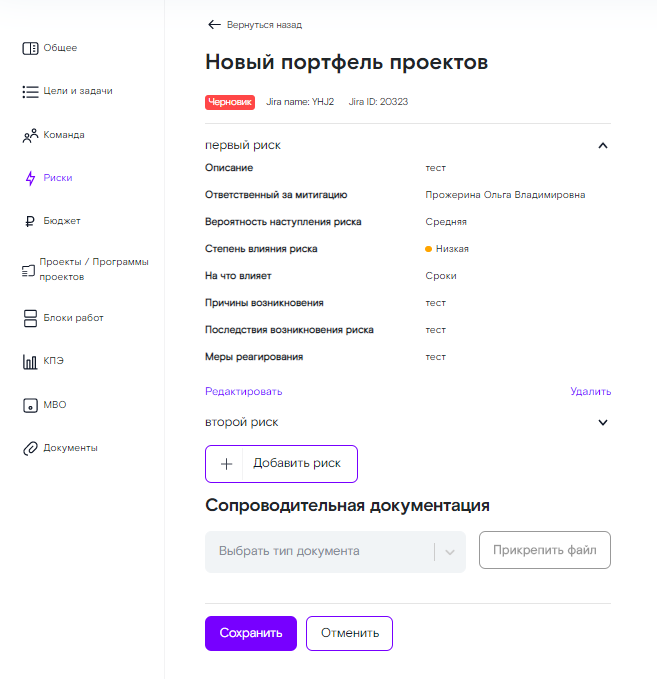 Вернуться назад
Новый портфель проектов
Черновик Jira name: YHJ2 Jira ID: 20323
Общее
Цели и задачи
Команда
Риски
Бюджет
Проекты / Программы
проектов
Блоки работ
КПЭ
МВО
Документы
первый риск
Описание тест
Ответственный за митигацию Прожерина Ольга Владимировна
Вероятность наступления риска Средняя
Степень влияния риска Низкая
На что влияет Сроки
Причины возникновения тест
Последствия возникновения риска тест
Меры реагирования тест
Редактировать Удалить
второй риск
Добавить риск
Сопроводительная документация
Выбрать тип документа Прикрепить файл
Сохранить Отменить